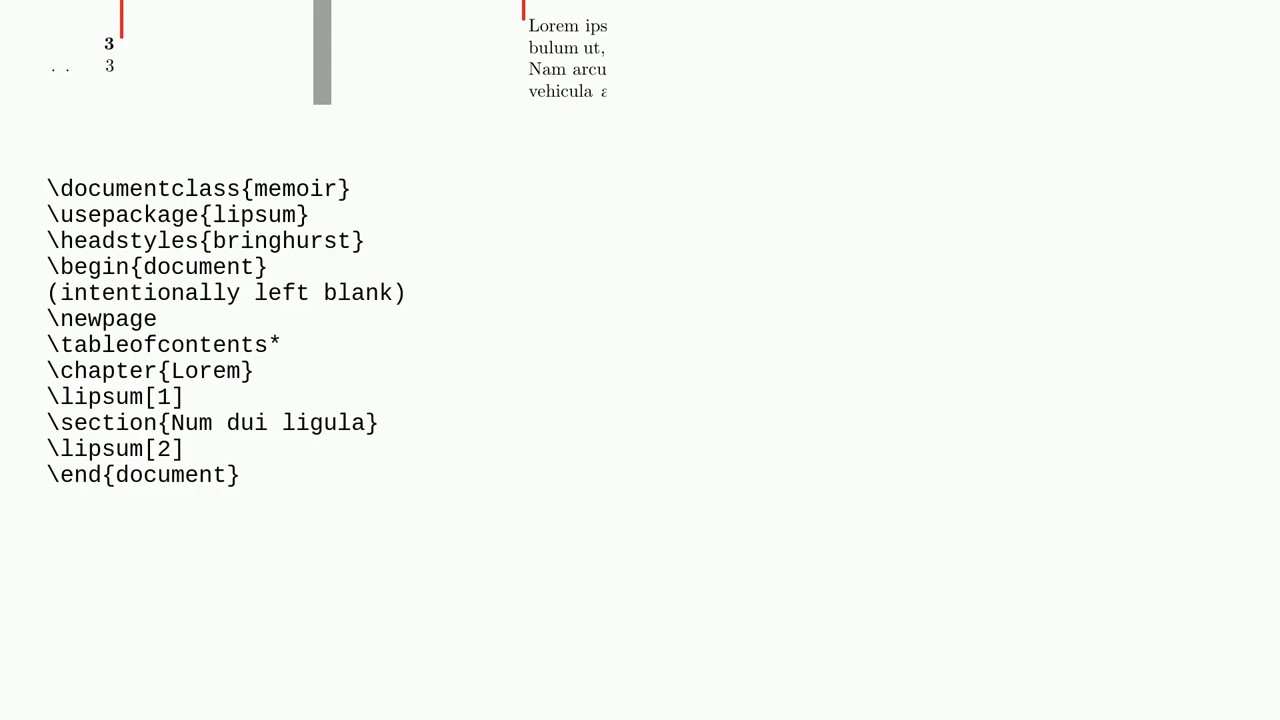 3
. . 3
Lorem ips
bulum ut,
Nam arcu
vehicula
\documentclass{memoir}
\usepackage{lipsum}
\headstyles{bringhurst}
\begin{document}
(intentionally left blank)
\newpage
\tableofcontents*
\chapter{Lorem}
\lipsum[1]
\section{Num dui ligula}
\lipsum[2]
\end{document}